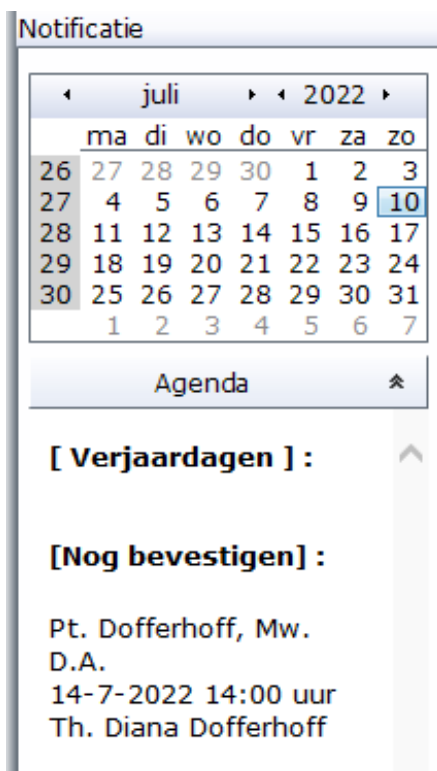 Notificatie
juli 2022
ma di wo do vr za zo
26 27 28 29 30 1 2 3
27 4 5 6 7 8 9 10
28 11 12 13 14 15 16 17
29 18 19 20 21 22 23 24
30 25 26 27 28 29 30 31
1 2 3 4 5 6 7
Agenda
[ Verjaardagen ] :
[Nog bevestigen] :
Pt. Dofferhoff, Mw.
D.A.
14-7-2022 14:00 uur
Th. Diana Dofferhoff